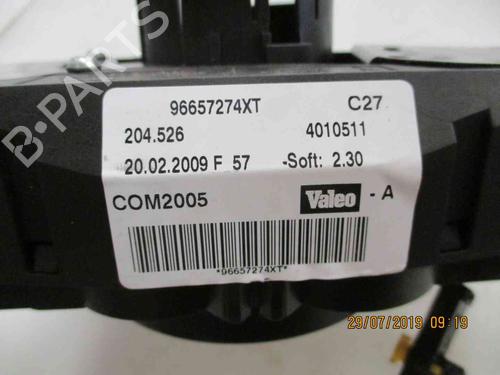 B-PARTS
96657274XT C27
204.526 4010511
20.02.2009 F 57 -Soft: 2.30
COM2005 Valeo - A
*96657274XT*
29/07/2019 09:19